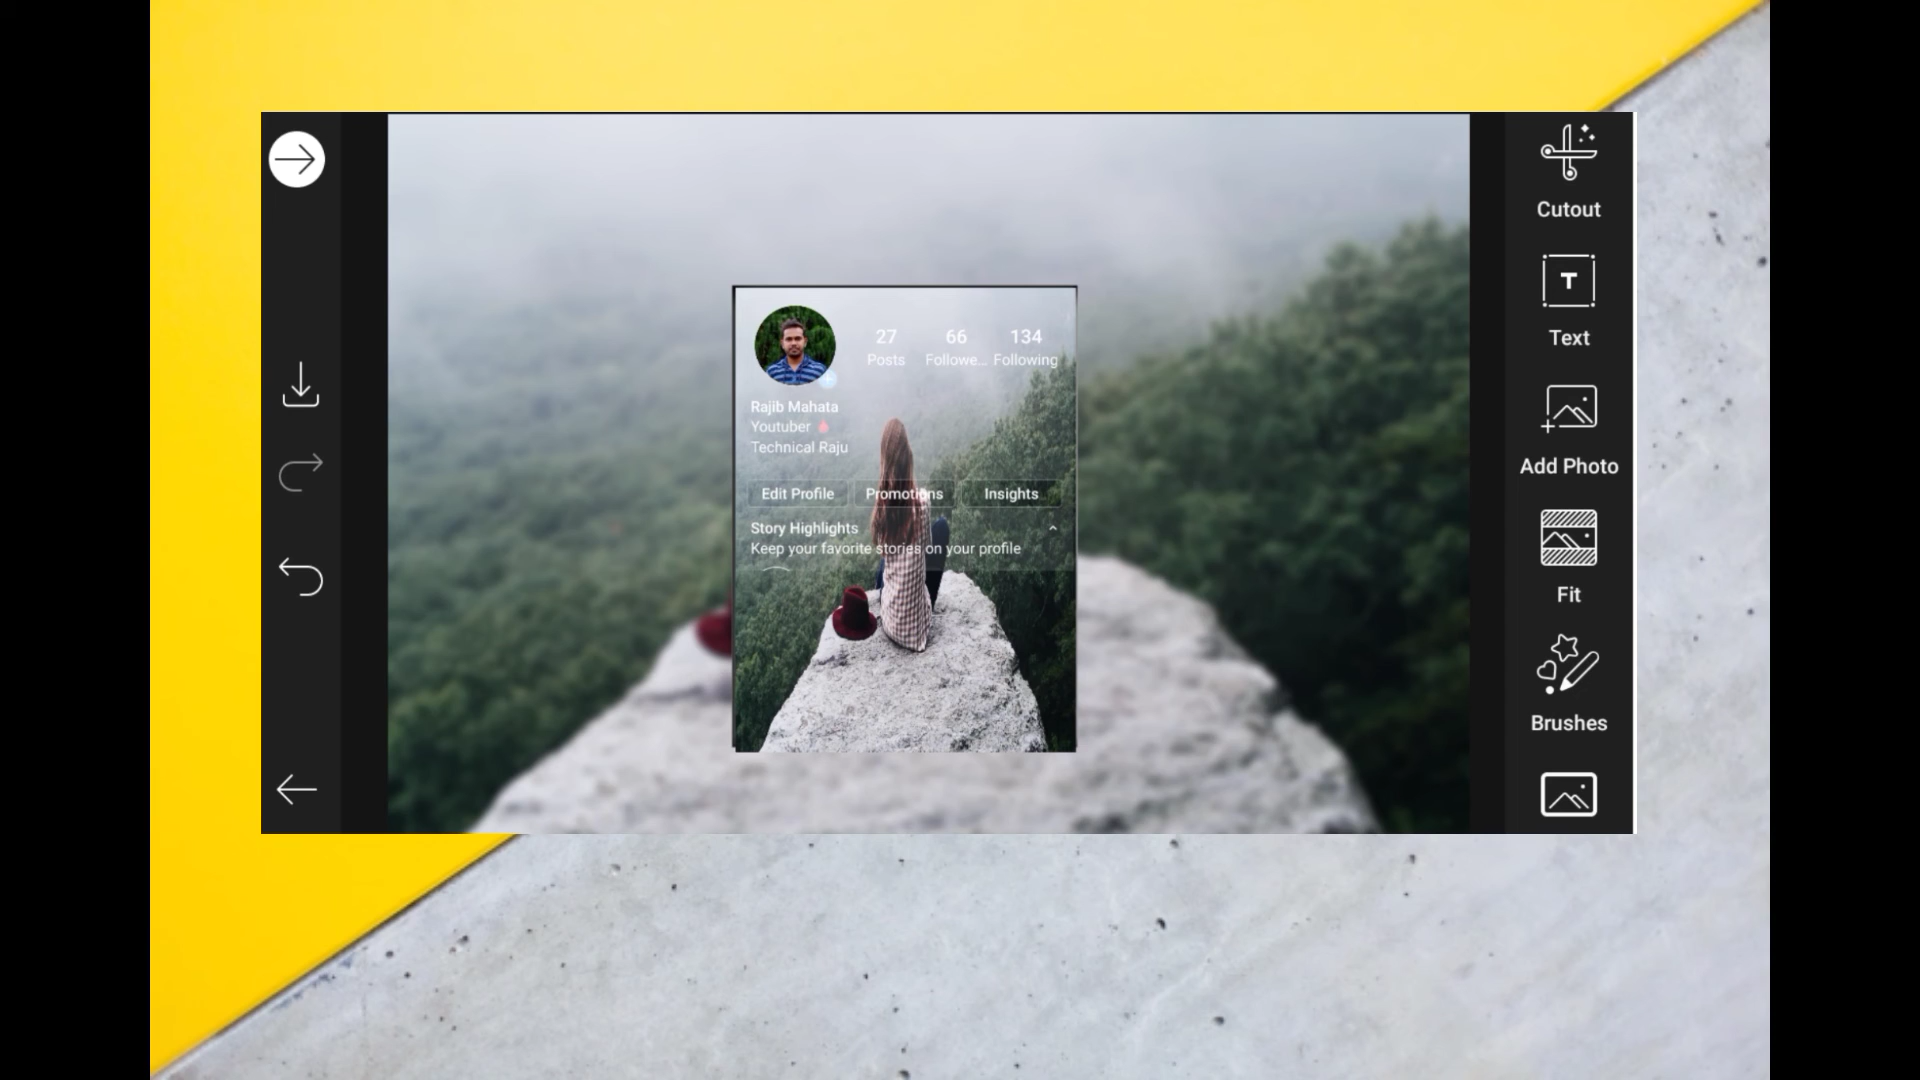 27 66 134
Posts Followe... Following
Rajib Mahata
Youtuber
Technical Raju
Edit Profile Promotions Insights
Story Highlights
Keep your favorite stories on your profile
Cutout
T
Text
Add Photo
Fit
Brushes